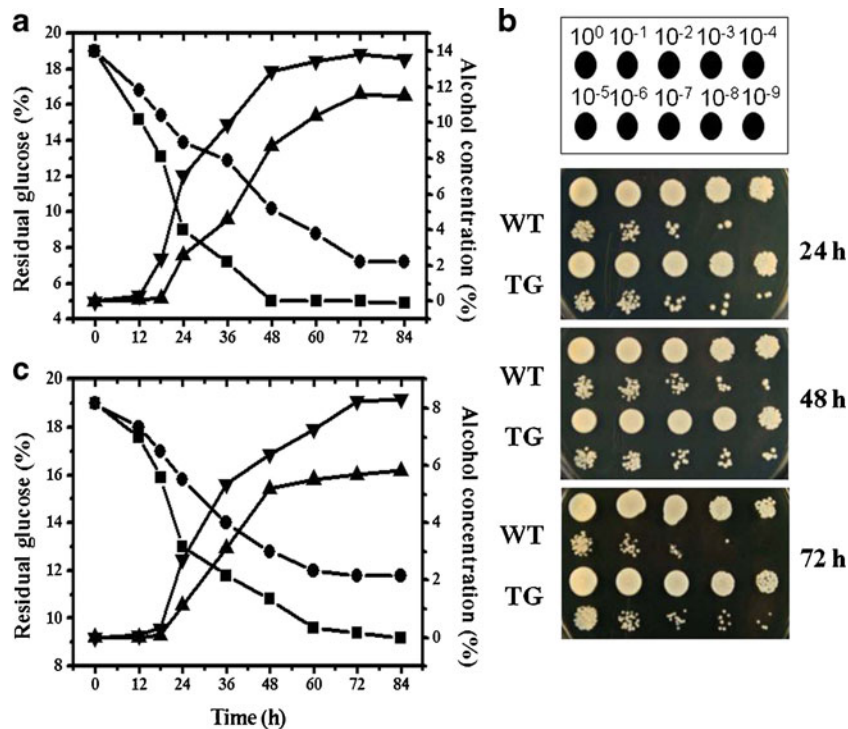 a
20
18
16
14
12
10
8
6
4
14
12
10
8
6
4
2
0
0 12 24 36 48 60 72 84
Residual glucose (%)
Alcohol concentration (%)
b
10⁰ 10⁻¹ 10⁻² 10⁻³ 10⁻⁴
10⁻⁵ 10⁻⁶ 10⁻⁷ 10⁻⁸ 10⁻⁹
WT
TG
24 h
WT
TG
48 h
WT
TG
72 h
c
20
18
16
14
12
10
8
8
6
4
2
0
0 12 24 36 48 60 72 84
Residual glucose (%)
Alcohol concentration (%)
Time (h)